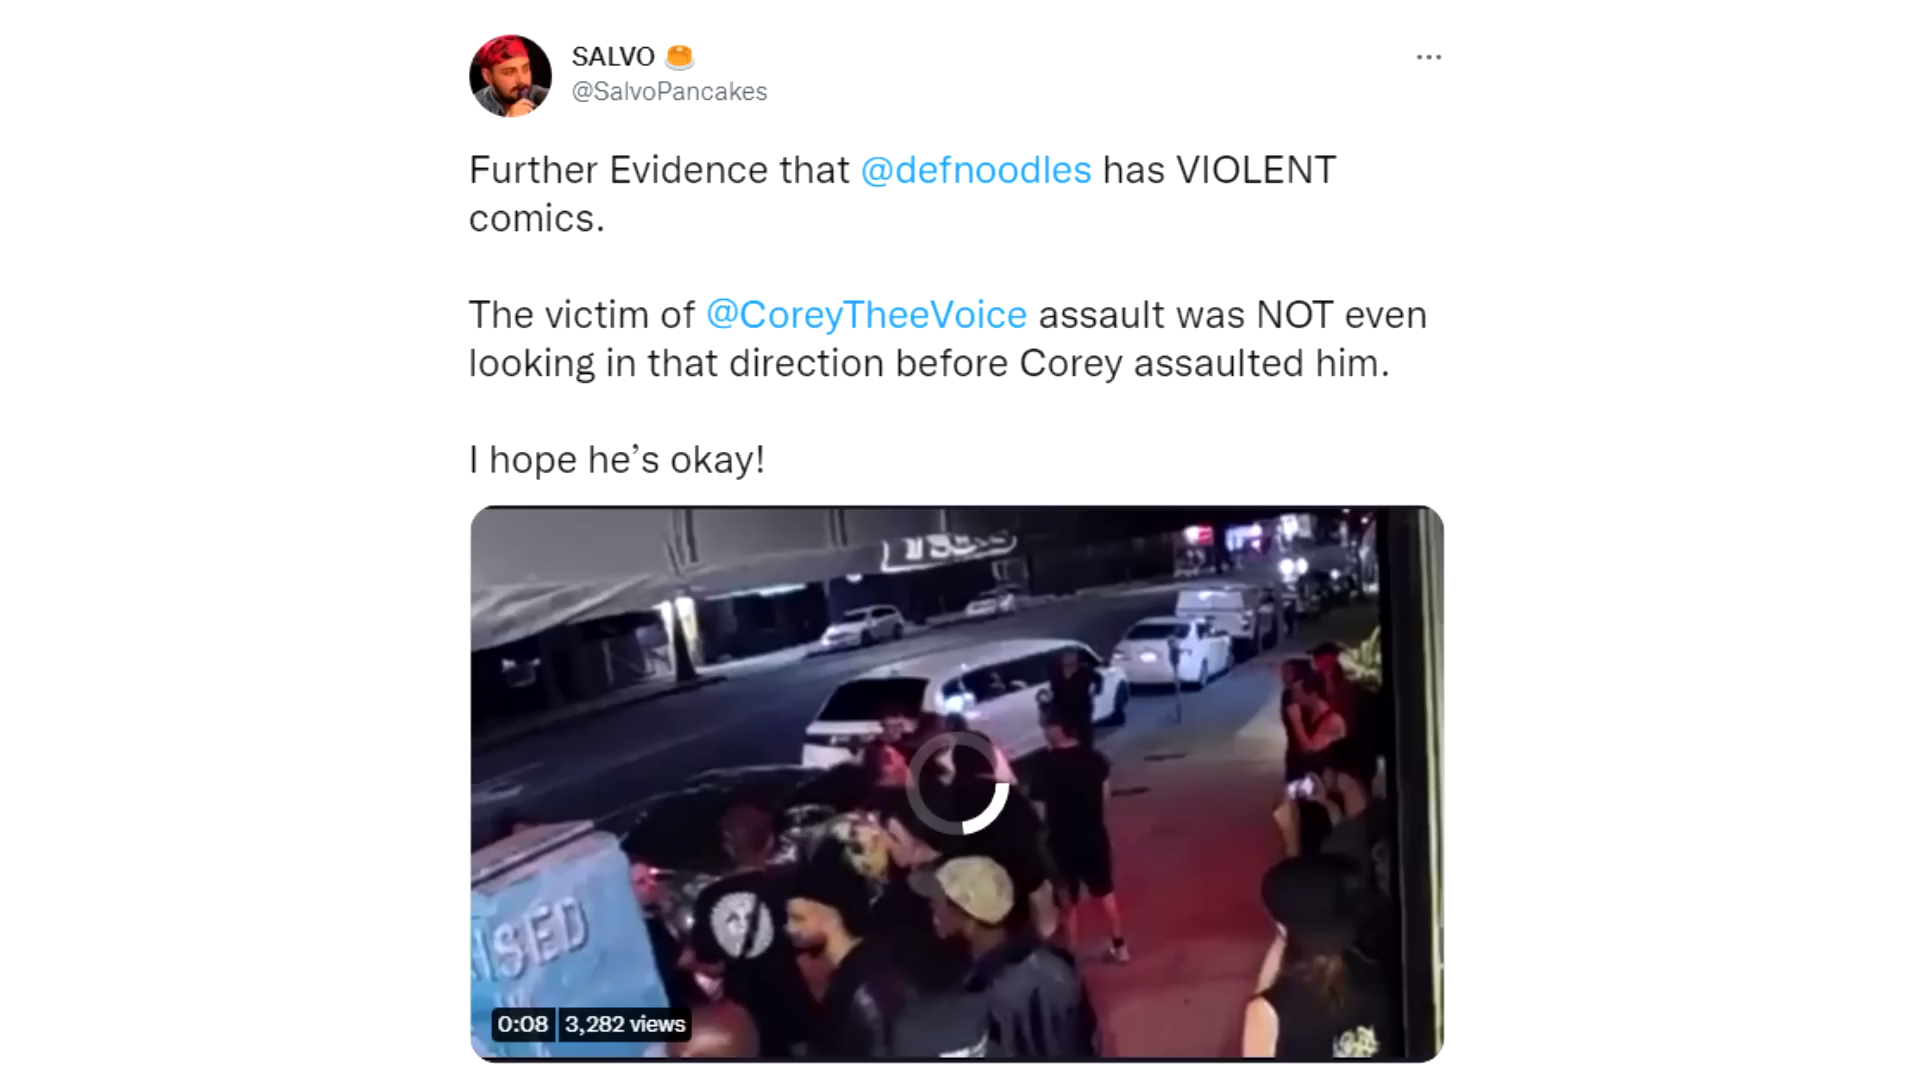 SALVO 🥞
@SalvoPancakes
Further Evidence that @defnoodles has VIOLENT
comics.
The victim of @CoreyTheeVoice assault was NOT even
looking in that direction before Corey assaulted him.
I hope he’s okay!
ISED
0:08 3,282 views